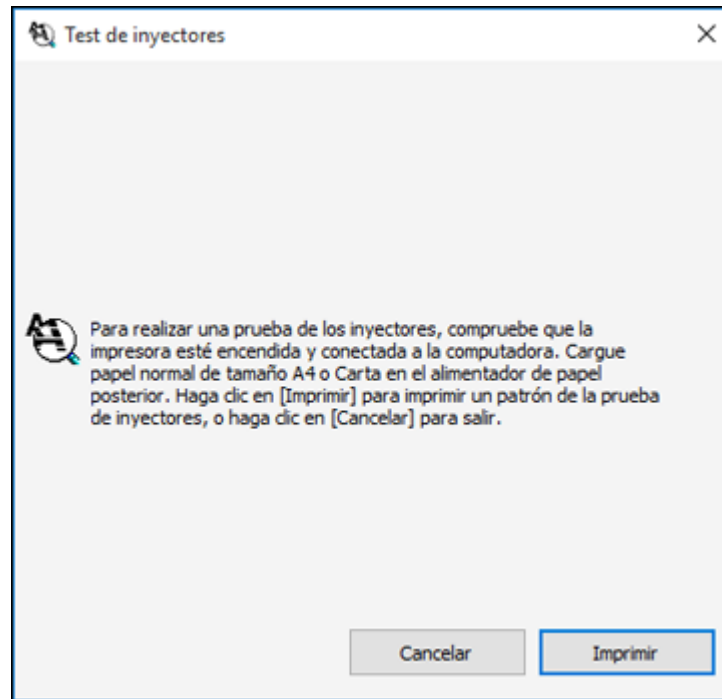 Test de inyectores
Para realizar una prueba de los inyectores, compruebe que la
impresora esté encendida y conectada a la computadora. Cargue
papel normal de tamaño A4 o Carta en el alimentador de papel
posterior. Haga clic en [Imprimir] para imprimir un patrón de la prueba
de inyectores, o haga clic en [Cancelar] para salir.
Cancelar
Imprimir